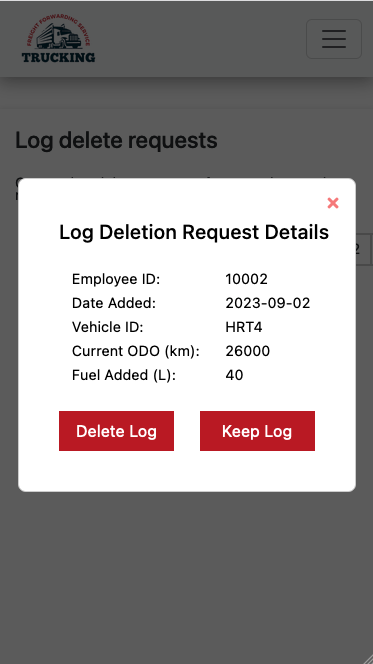 FREIGHT FORWARDING SERVICE
TRUCKING
Log delete requests
Log Deletion Request Details
Employee ID: 10002
Date Added: 2023-09-02
Vehicle ID: HRT4
Current ODO (km): 26000
Fuel Added (L): 40
Delete Log Keep Log